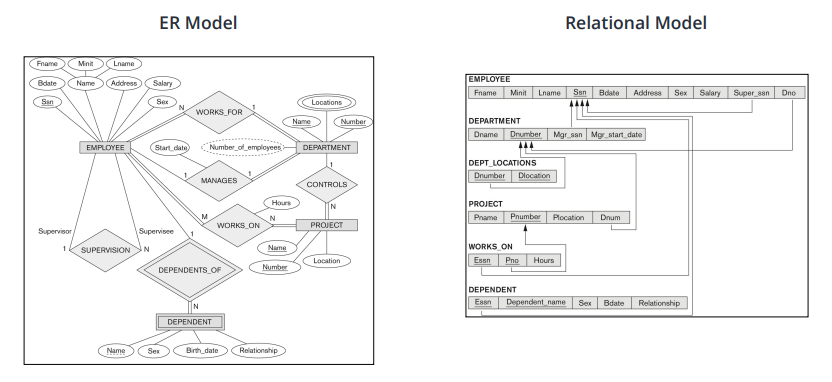 ER Model
Relational Model
Fname Minit Lname
Bdate Name Address Salary
Ssn Sex
N WORKS_FOR 1
Locations
Name Number
Start_date Number_of_employees
EMPLOYEE DEPARTMENT
1 MANAGES 1
1
CONTROLS
Hours
M WORKS_ON N
N
PROJECT
Supervisor Supervisee
1 SUPERVISION N
1
Name
Number Location
DEPENDENTS_OF
N
DEPENDENT
Name Sex Birth_date Relationship
EMPLOYEE
Fname Minit Lname Ssn Bdate Address Sex Salary Super_ssn Dno
DEPARTMENT
Dname Dnumber Mgr_ssn Mgr_start_date
DEPT_LOCATIONS
Dnumber Dlocation
PROJECT
Pname Pnumber Plocation Dnum
WORKS_ON
Essn Pno Hours
DEPENDENT
Essn Dependent_name Sex Bdate Relationship